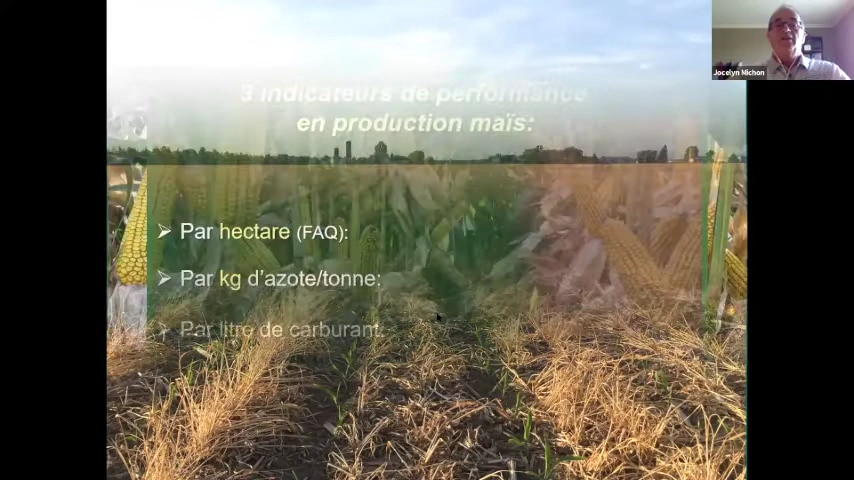 3 indicateurs de performance
en production maïs:
Par hectare (FAQ):
Par kg d'azote/tonne:
Par litre de carburant:
Jocelyn Michon